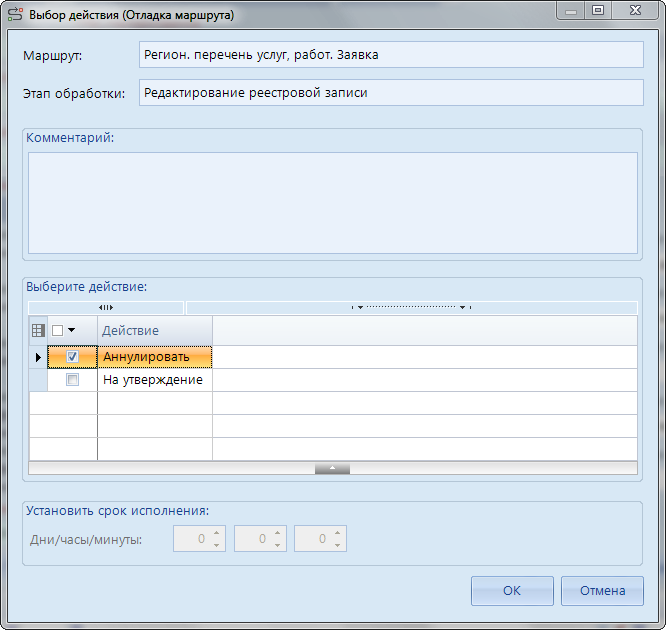 Выбор действия (Отладка маршрута)
Маршрут: Регион. перечень услуг, работ. Заявка
Этап обработки: Редактирование реестровой записи
Комментарий:
Выберите действие:
Действие
Аннулировать
На утверждение
Установить срок исполнения:
Дни/часы/минуты: 0 0 0
OK Отмена